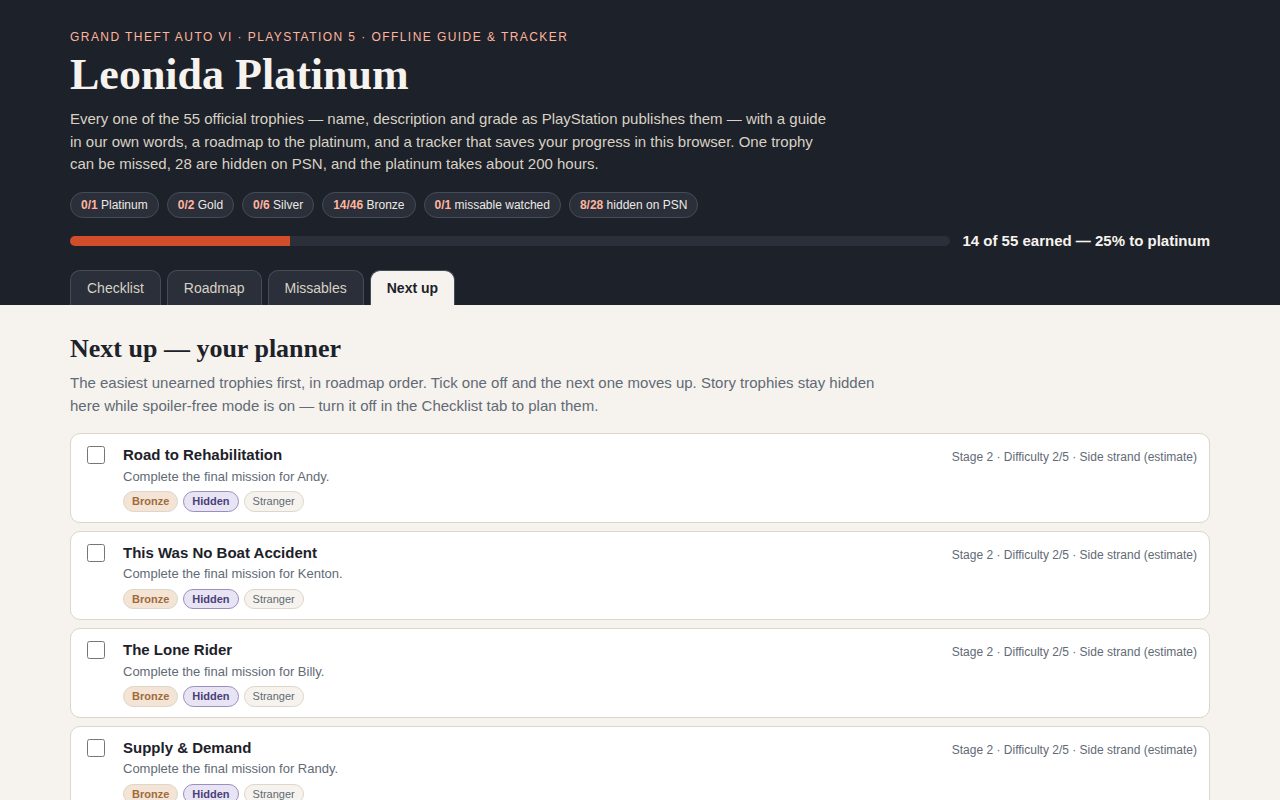 GRAND THEFT AUTO VI · PLAYSTATION 5 · OFFLINE GUIDE & TRACKER
Leonida Platinum
Every one of the 55 official trophies — name, description and grade as PlayStation publishes them — with a guide
in our own words, a roadmap to the platinum, and a tracker that saves your progress in this browser. One trophy
can be missed, 28 are hidden on PSN, and the platinum takes about 200 hours.
0/1 Platinum 0/2 Gold 0/6 Silver 14/46 Bronze 0/1 missable watched 8/28 hidden on PSN
14 of 55 earned — 25% to platinum
Checklist Roadmap Missables Next up
Next up — your planner
The easiest unearned trophies first, in roadmap order. Tick one off and the next one moves up. Story trophies stay hidden
here while spoiler-free mode is on — turn it off in the Checklist tab to plan them.
Road to Rehabilitation
Stage 2 · Difficulty 2/5 · Side strand (estimate)
Complete the final mission for Andy.
Bronze Hidden Stranger
This Was No Boat Accident
Stage 2 · Difficulty 2/5 · Side strand (estimate)
Complete the final mission for Kenton.
Bronze Hidden Stranger
The Lone Rider
Stage 2 · Difficulty 2/5 · Side strand (estimate)
Complete the final mission for Billy.
Bronze Hidden Stranger
Supply & Demand
Stage 2 · Difficulty 2/5 · Side strand (estimate)
Complete the final mission for Randy.
Bronze Hidden Stranger